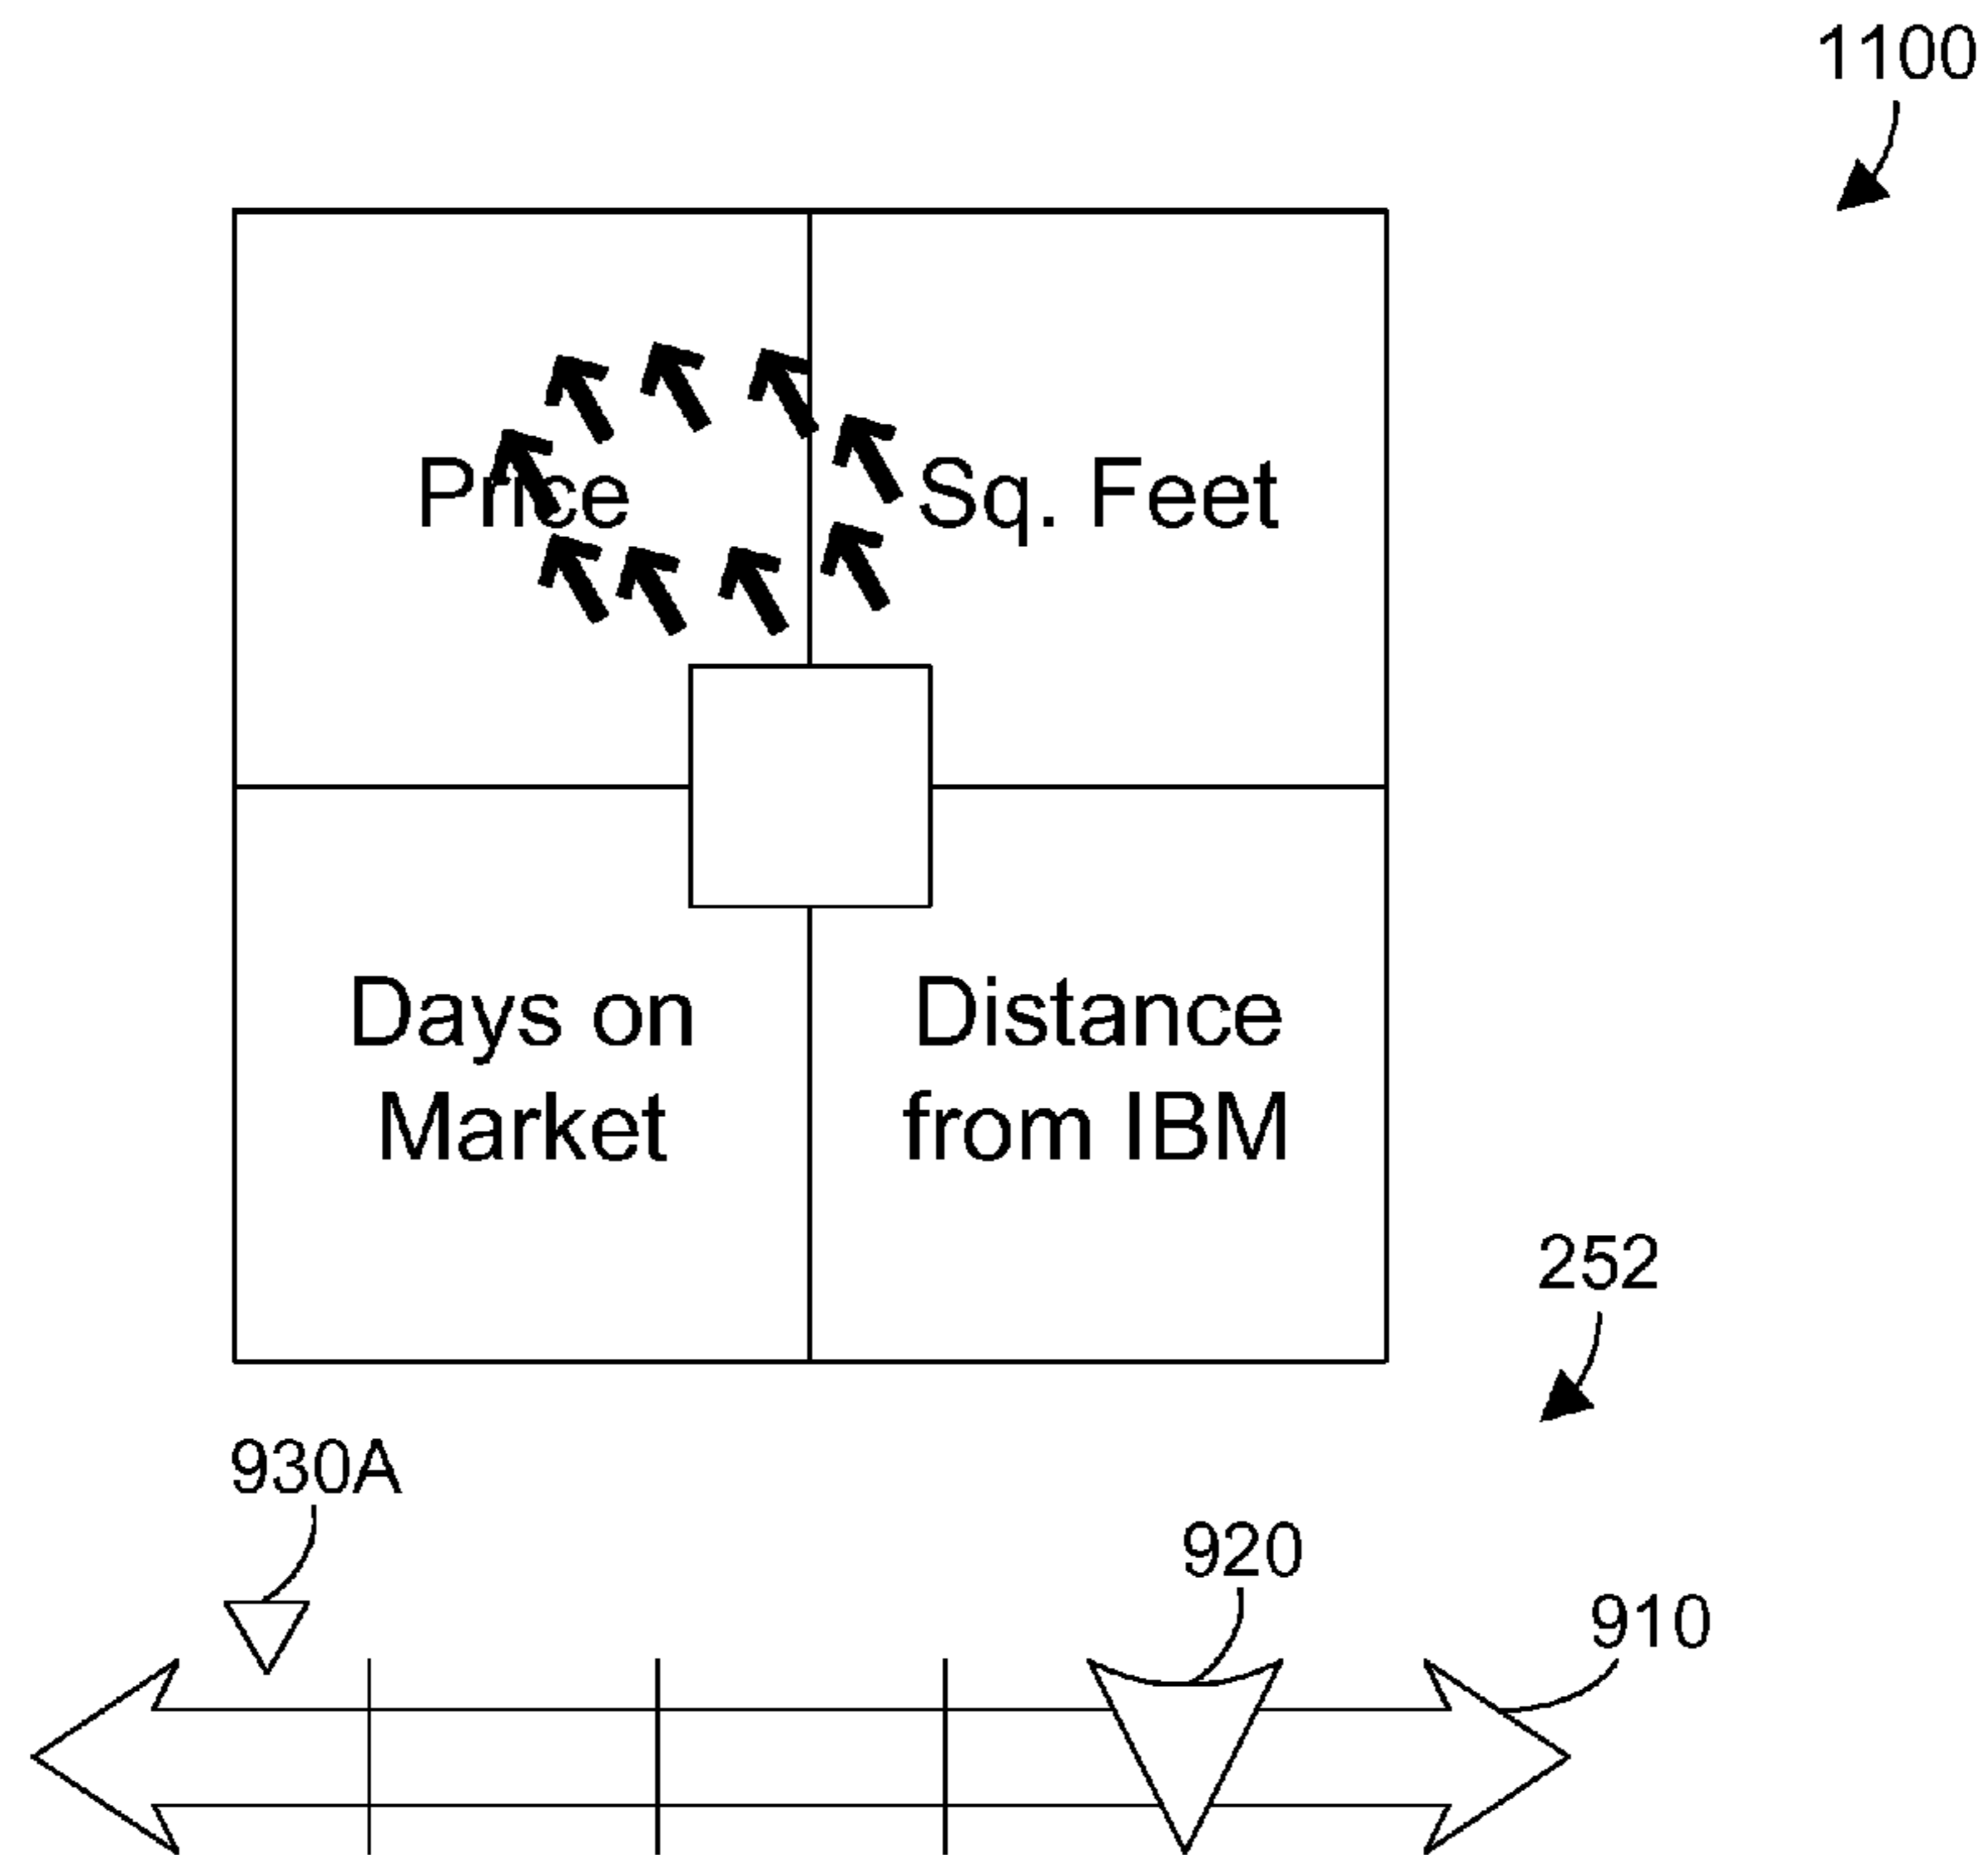 1100
Price
Sq. Feet
Days on
Market
Distance
from IBM
252
930A
920
910